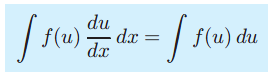 ∫ f(u) du/dx dx = ∫ f(u) du